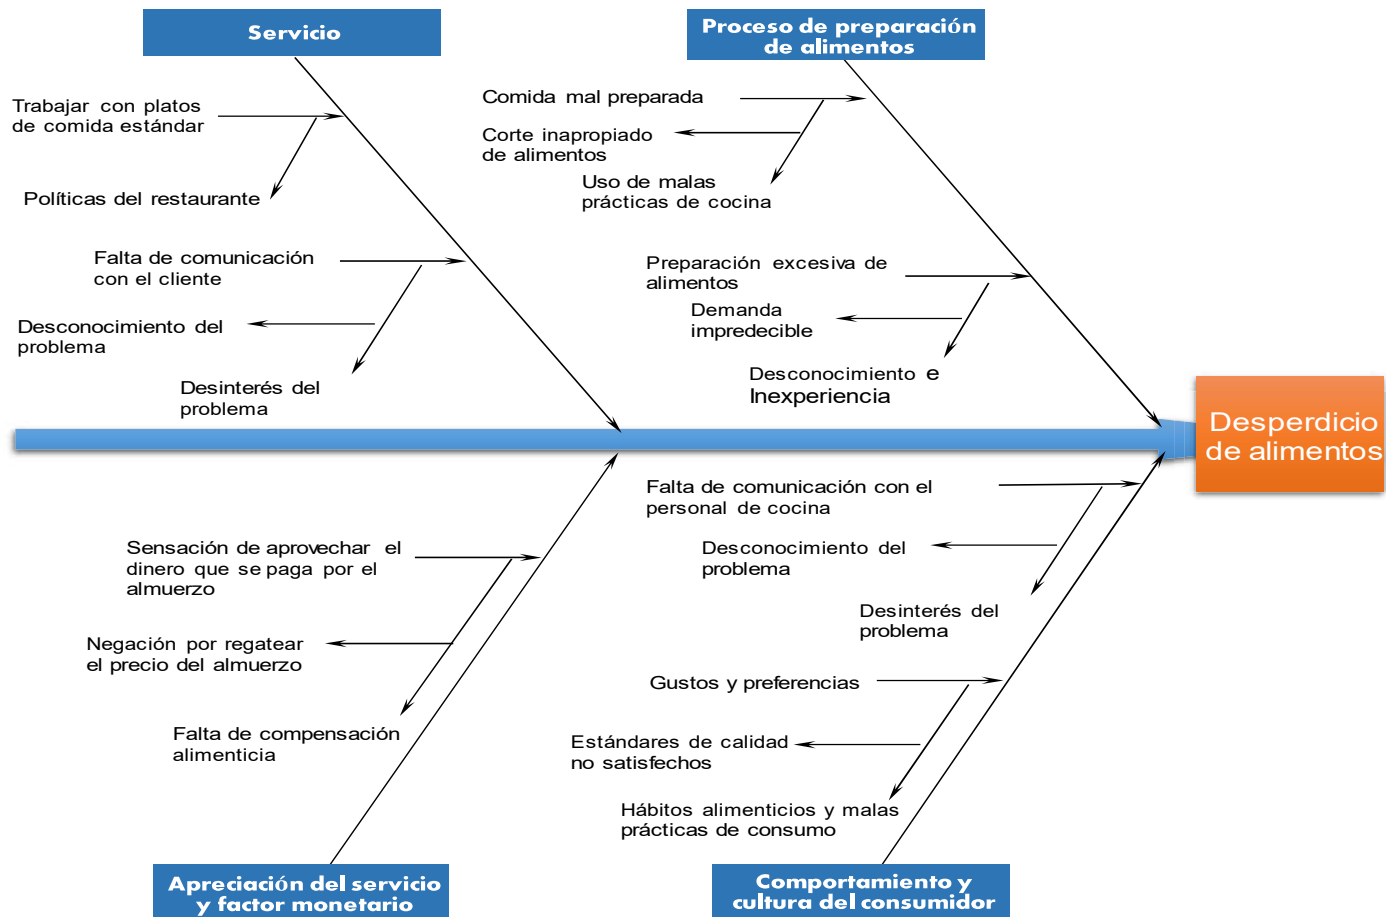 Servicio
Proceso de preparación
de alimentos
Trabajar con platos
de comida estándar
Políticas del restaurante
Falta de comunicación
con el cliente
Desconocimiento del
problema
Desinterés del
problema
Comida mal preparada
Corte inapropiado
de alimentos
Uso de malas
prácticas de cocina
Preparación excesiva de
alimentos
Demanda
impredecible
Desconocimiento e
Inexperiencia
Desperdicio
de alimentos
Sensación de aprovechar el
dinero que se paga por el
almuerzo
Negación por regatear
el precio del almuerzo
Falta de compensación
alimenticia
Falta de comunicación con el
personal de cocina
Desconocimiento del
problema
Desinterés del
problema
Gustos y preferencias
Estándares de calidad
no satisfechos
Hábitos alimenticios y malas
prácticas de consumo
Apreciación del servicio
y factor monetario
Comportamiento y
cultura del consumidor